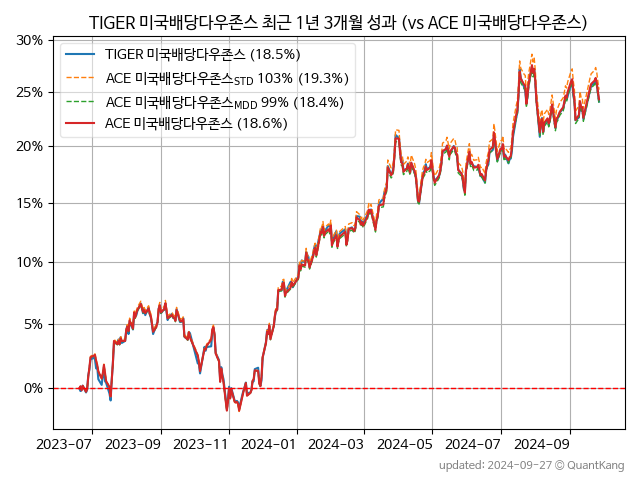 TIGER 미국배당다우존스 최근 1년 3개월 성과 (vs ACE 미국배당다우존스)
TIGER 미국배당다우존스 (18.5%)
ACE 미국배당다우존스STD 103% (19.3%)
ACE 미국배당다우존스MDD 99% (18.4%)
ACE 미국배당다우존스 (18.6%)
30%
25%
20%
15%
10%
5%
0%
2023-07 2023-09 2023-11 2024-01 2024-03 2024-05 2024-07 2024-09
updated: 2024-09-27 © QuantKang